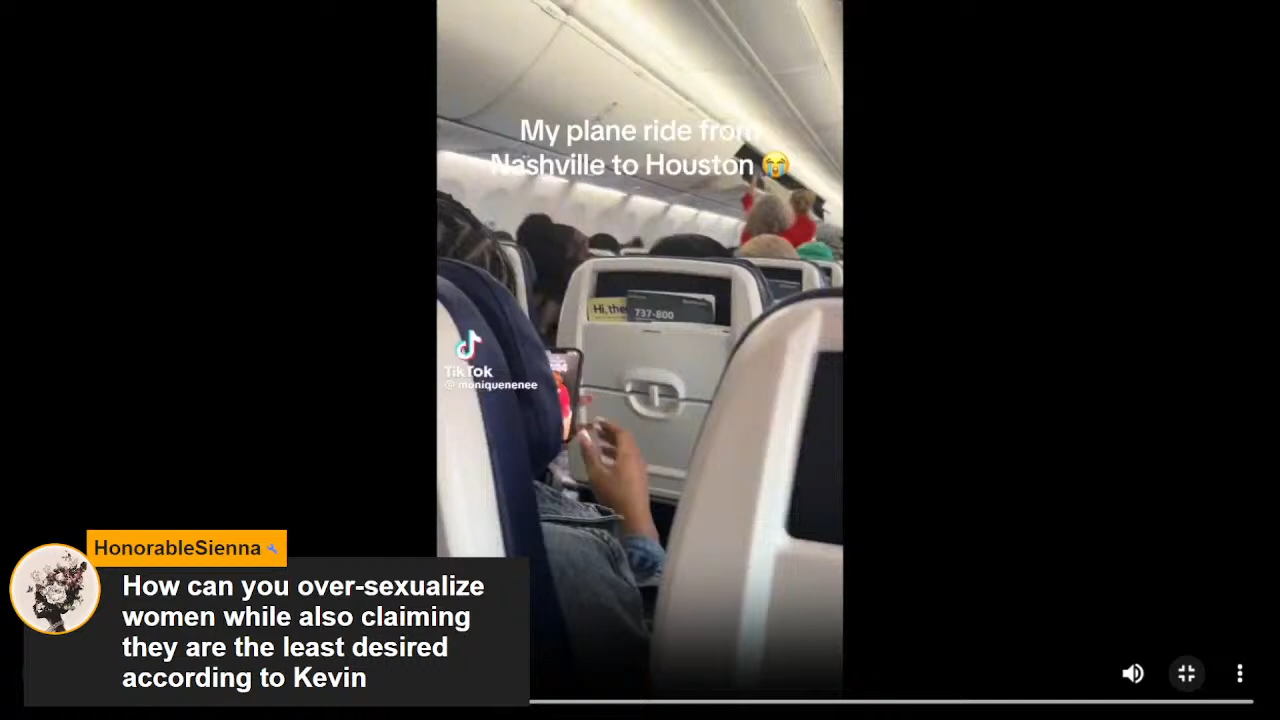 My plane ride from
Nashville to Houston 😭
Hi, the
737-800
TikTok
@ moniquenenee
HonorableSienna
How can you over-sexualize
women while also claiming
they are the least desired
according to Kevin